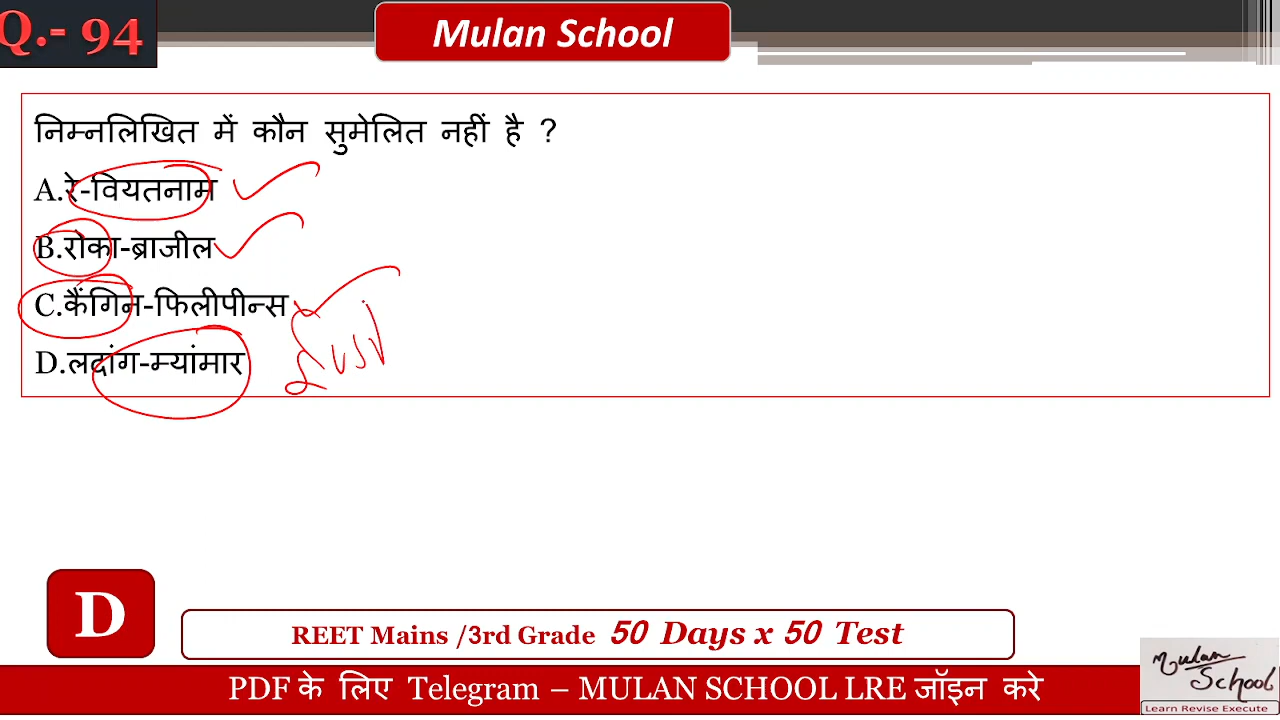 Q.- 94
Mulan School
निम्नलिखित में कौन सुमेलित नहीं है ?
A.रे-वियतनाम
B.रोका-ब्राजील
C.कैंगिन-फिलीपीन्स
D.लदांग-म्यांमार
D
REET Mains /3rd Grade 50 Days x 50 Test
PDF के लिए Telegram – MULAN SCHOOL LRE जॉइन करे
Mulan
School
Learn Revise Execute